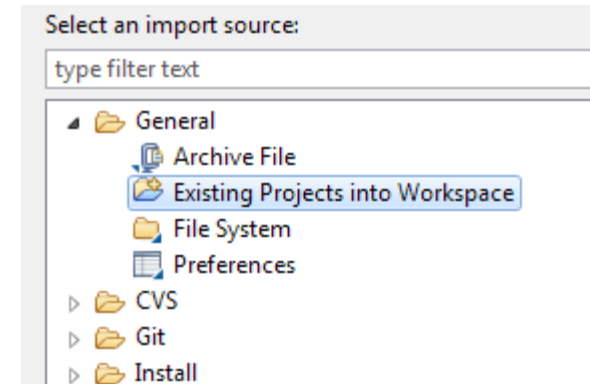 Select an import source:
type filter text
General
Archive File
Existing Projects into Workspace
File System
Preferences
CVS
Git
Install